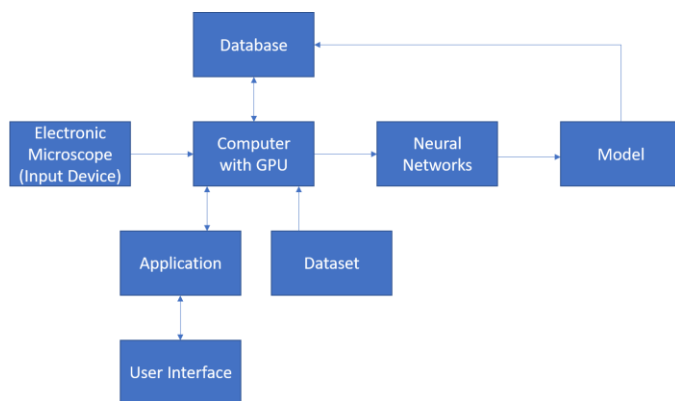 Database
Electronic
Microscope
(Input Device)
Computer
with GPU
Neural
Networks
Model
Application
Dataset
User Interface